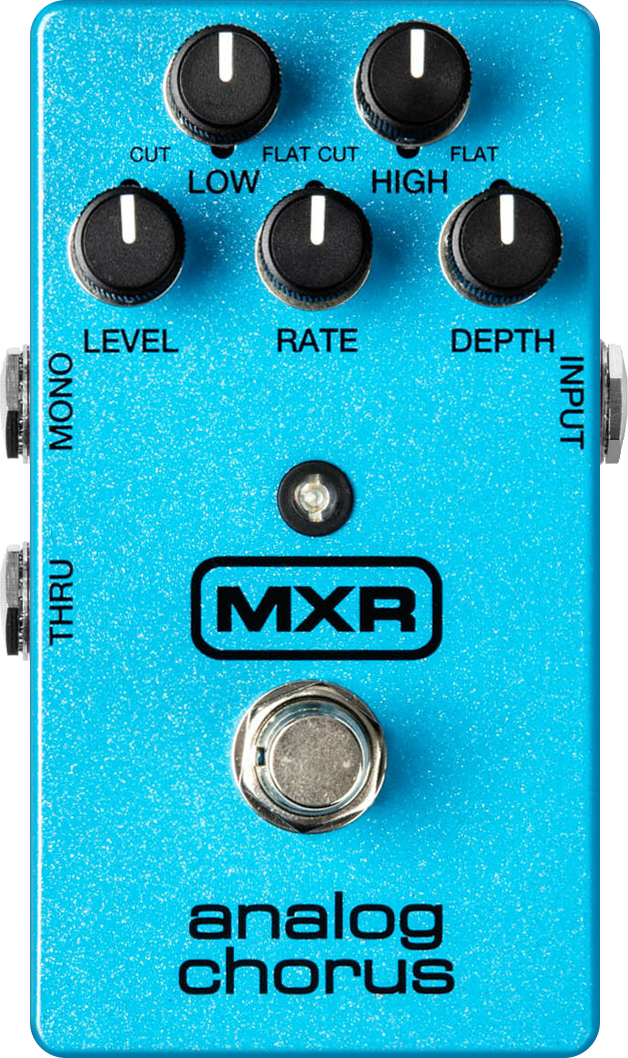 CUT FLAT CUT FLAT
LOW HIGH
LEVEL RATE DEPTH
MONO INPUT
THRU
MXR
analog
chorus